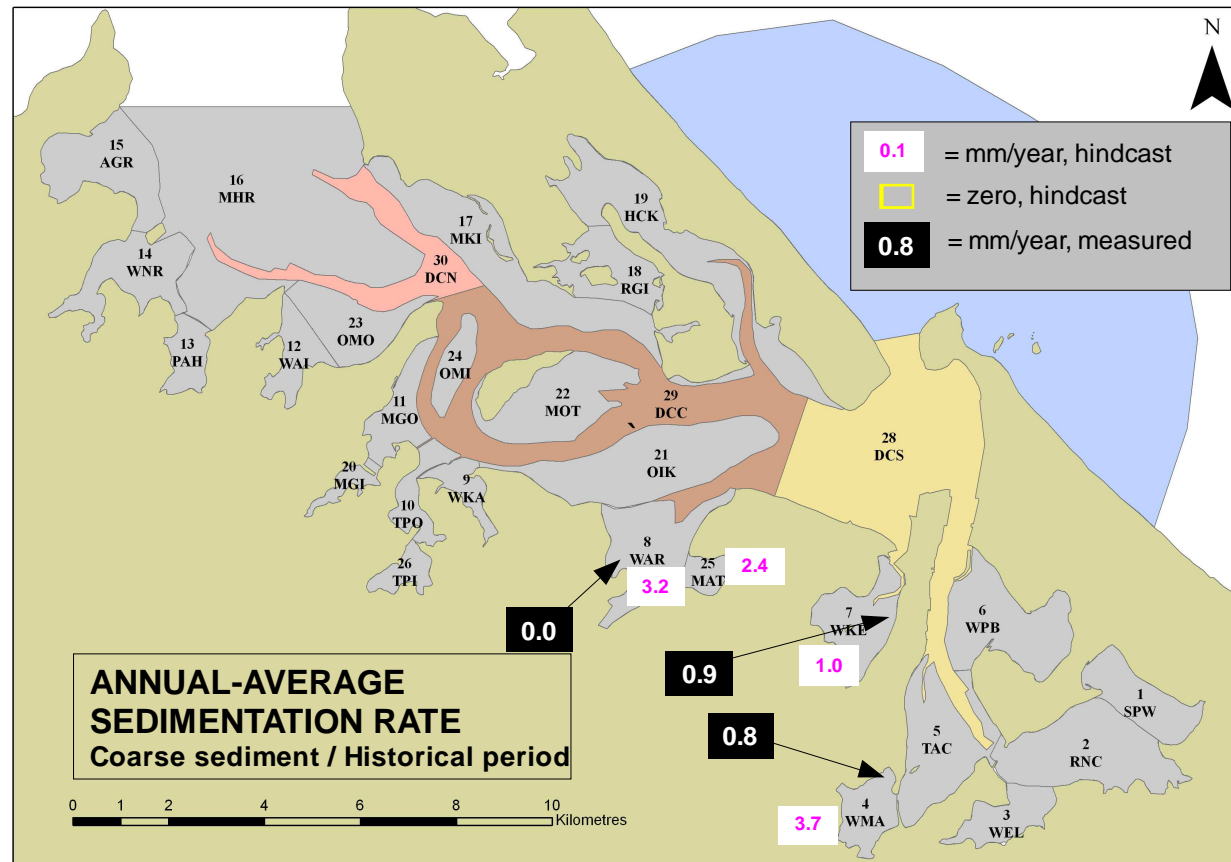 N
0.1 = mm/year, hindcast
= zero, hindcast
0.8 = mm/year, measured
15
AGR
16
MHR
17
MKI
19
HCK
14
WNR
30
DCN
18
RGI
23
OMO
13
PAH
12
WAI
24
OMI
11
MGO
22
MOT
29
DCC
28
DCS
21
OIK
20
MGI
9
WKA
10
TPO
26
TPI
8
WAR
25
MAT
2.4
3.2
0.0
7
WKE
6
WPB
1.0
0.9
1
SPW
0.8
5
TAC
2
RNC
4
WMA
3.7
3
WEL
ANNUAL-AVERAGE
SEDIMENTATION RATE
Coarse sediment / Historical period
0 1 2 4 6 8 10
Kilometres